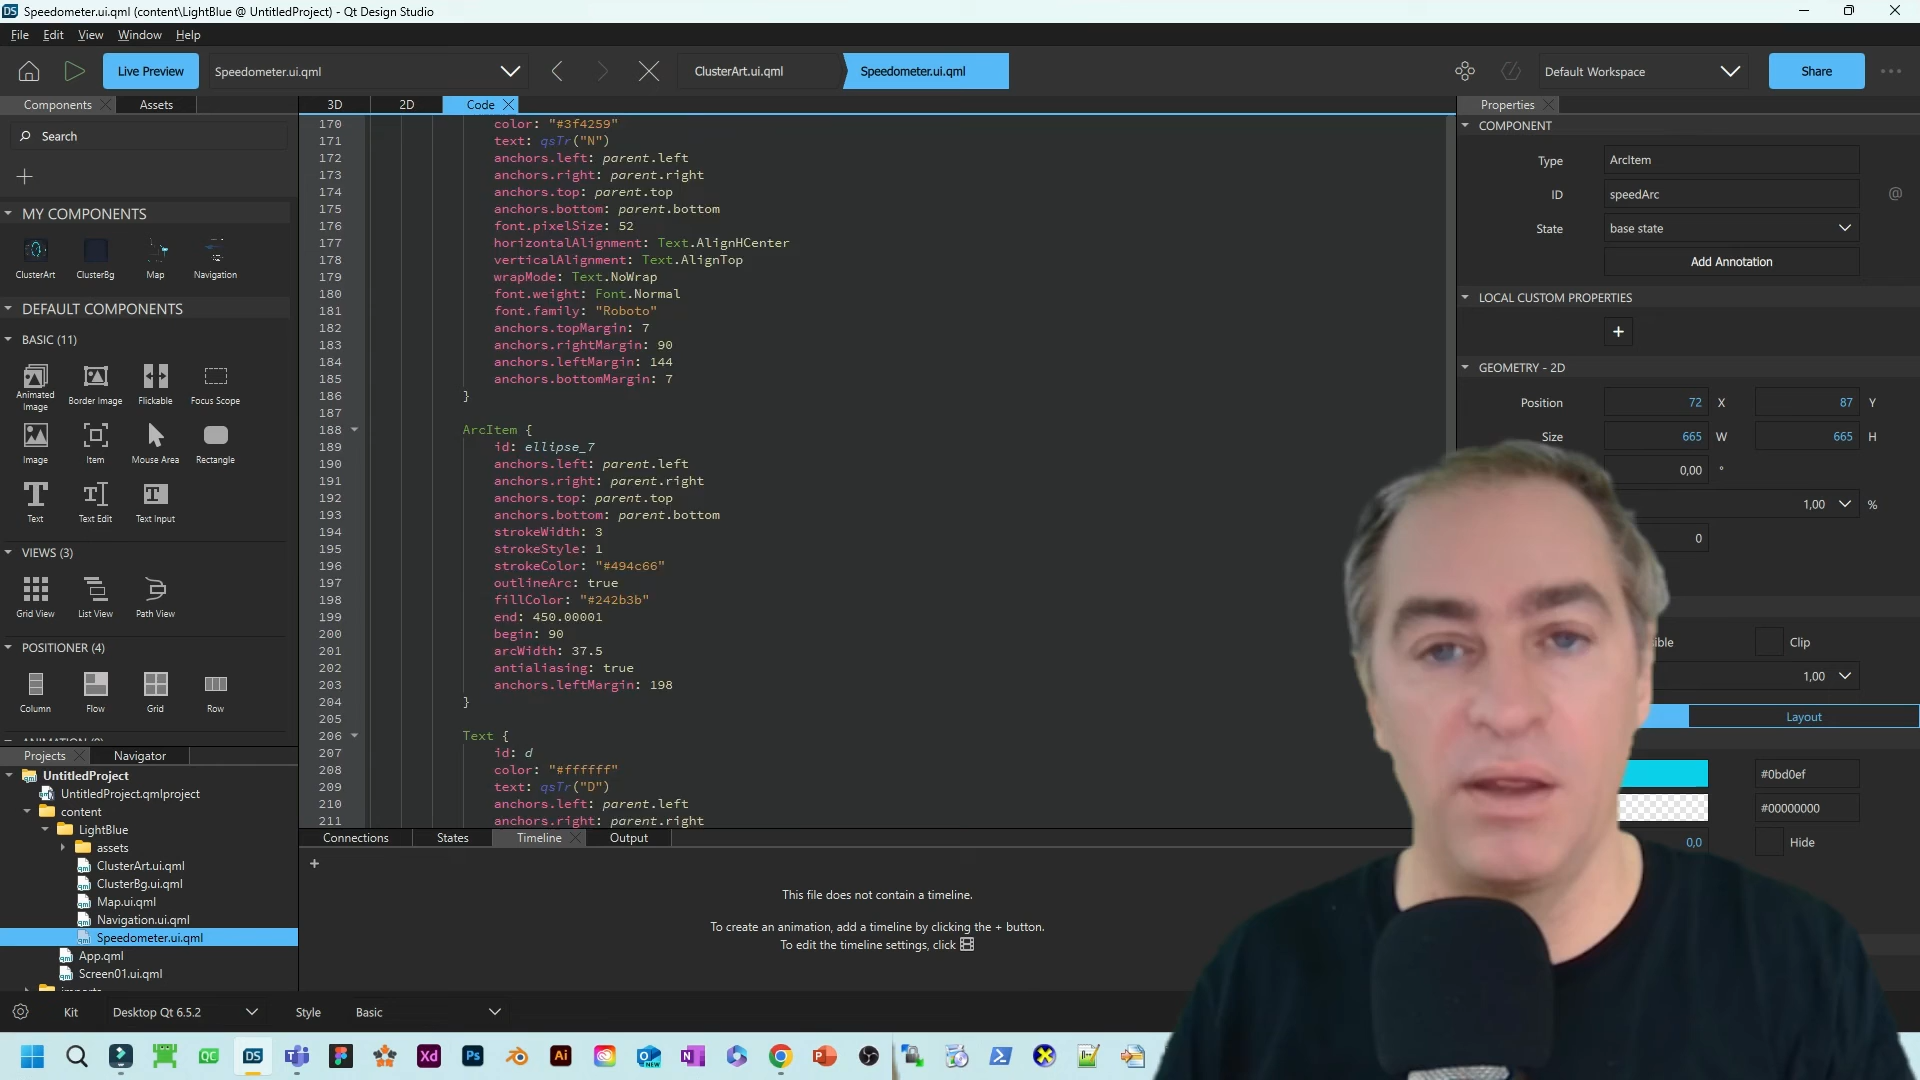 Speedometer.ui.qml (content\LightBlue @ UntitledProject) - Qt Design Studio
File Edit View Window Help
Live Preview
Speedometer.ui.qml
ClusterArt.ui.qml
Speedometer.ui.qml
Default Workspace
Share
Components
Assets
Search
MY COMPONENTS
ClusterArt ClusterBg Map Navigation
DEFAULT COMPONENTS
BASIC (11)
Animated Image
Border Image
Flickable
Focus Scope
Image Item Mouse Area Rectangle
Text Text Edit Text Input
VIEWS (3)
Grid View List View Path View
POSITIONER (4)
Column Flow Grid Row
Projects
Navigator
UntitledProject
UntitledProject.qmlproject
content
LightBlue
assets
ClusterArt.ui.qml
ClusterBg.ui.qml
Map.ui.qml
Navigation.ui.qml
Speedometer.ui.qml
App.qml
Screen01.ui.qml
3D 2D Code
170 color: "#3f4259"
171 text: qsTr("N")
172 anchors.left: parent.left
173 anchors.right: parent.right
174 anchors.top: parent.top
175 anchors.bottom: parent.bottom
176 font.pixelSize: 52
177 horizontalAlignment: Text.AlignHCenter
178 verticalAlignment: Text.AlignTop
179 wrapMode: Text.NoWrap
180 font.weight: Font.Normal
181 font.family: "Roboto"
182 anchors.topMargin: 7
183 anchors.rightMargin: 90
184 anchors.leftMargin: 144
185 anchors.bottomMargin: 7
186 }
187
188 ArcItem {
189 id: ellipse_7
190 anchors.left: parent.left
191 anchors.right: parent.right
192 anchors.top: parent.top
193 anchors.bottom: parent.bottom
194 strokeWidth: 3
195 strokeStyle: 1
196 strokeColor: "#494c66"
197 outlineArc: true
198 fillColor: "#242b3b"
199 end: 450.00001
200 begin: 90
201 arcWidth: 37.5
202 antialiasing: true
203 anchors.leftMargin: 198
204 }
205
206 Text {
207 id: d
208 color: "#ffffff"
209 text: qsTr("D")
210 anchors.left: parent.left
211 anchors.right: parent.right
Connections States Timeline Output
This file does not contain a timeline.
To create an animation, add a timeline by clicking the + button.
To edit the timeline settings, click
Properties
COMPONENT
Type ArcItem
ID speedArc @
State base state
Add Annotation
LOCAL CUSTOM PROPERTIES
+
GEOMETRY - 2D
Position 72 X 87 Y
Size 665 W 665 H
0,00 °
1,00 %
0
Clip
1,00
Layout
#0bd0ef
#00000000
0,0 Hide
Kit Desktop Qt 6.5.2 Style Basic
QC DS Xd Ps Ai NEW